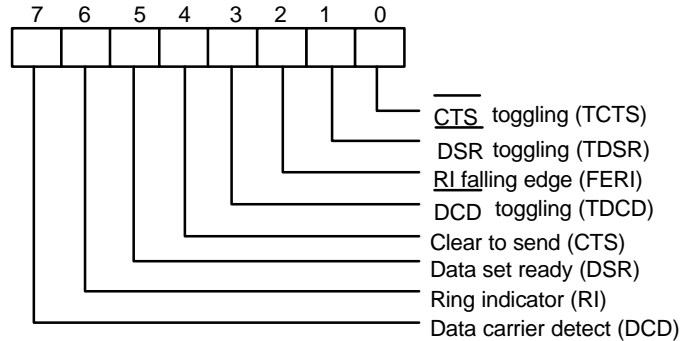 7 6 5 4 3 2 1 0
CTS toggling (TCTS)
DSR toggling (TDSR)
RI falling edge (FERI)
DCD toggling (TDCD)
Clear to send (CTS)
Data set ready (DSR)
Ring indicator (RI)
Data carrier detect (DCD)